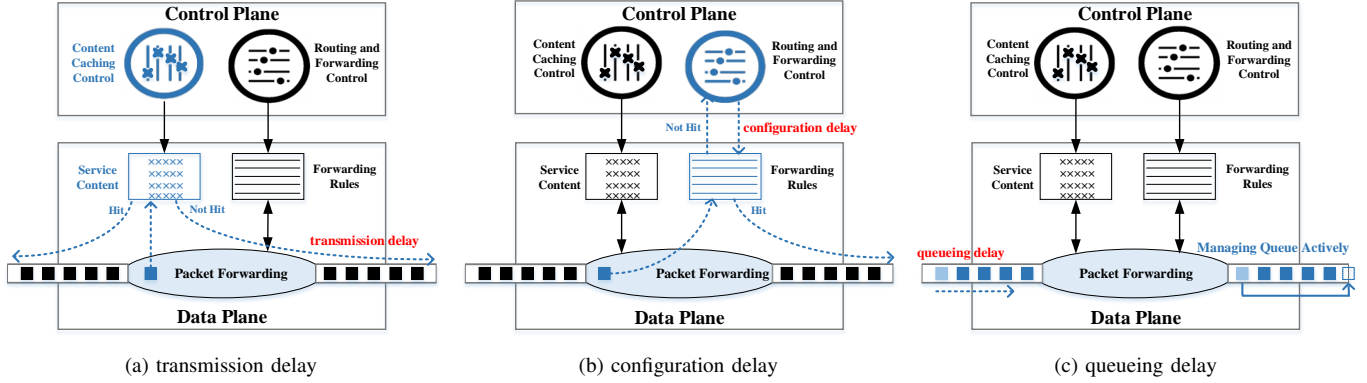 Control Plane
Content
Caching
Control
Routing and
Forwarding
Control
Service
Content
Forwarding
Rules
Hit
Not Hit
transmission delay
Packet Forwarding
Data Plane
(a) transmission delay
Control Plane
Content
Caching
Control
Routing and
Forwarding
Control
Not Hit
configuration delay
Service
Content
Forwarding
Rules
Hit
Packet Forwarding
Data Plane
(b) configuration delay
Control Plane
Content
Caching
Control
Routing and
Forwarding
Control
Service
Content
Forwarding
Rules
queueing delay
Managing Queue Actively
Packet Forwarding
Data Plane
(c) queueing delay